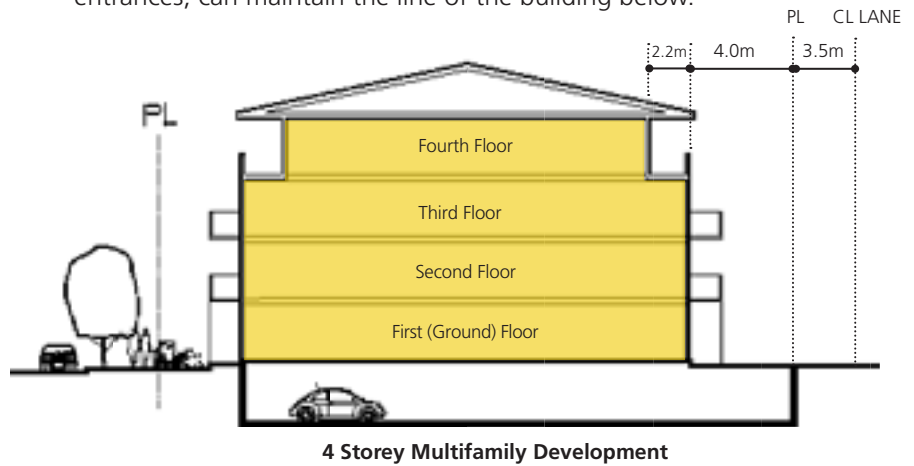 entrances, can maintain the line of the building below.
PL CL LANE
2.2m 4.0m 3.5m
PL
Fourth Floor
Third Floor
Second Floor
First (Ground) Floor
4 Storey Multifamily Development